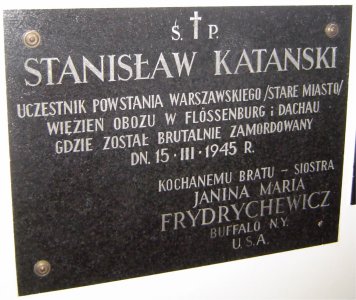 Ś. † P.
STANISŁAW KATAŃSKI
UCZESTNIK POWSTANIA WARSZAWSKIEGO /STARE MIASTO/
WIĘZIEŃ OBOZU W FLÖSSENBURG i DACHAU
GDZIE ZOSTAŁ BRUTALNIE ZAMORDOWANY
DN. 15·III·1945 R.
KOCHANEMU BRATU – SIOSTRA
JANINA MARIA
FRYDRYCHEWICZ
BUFFALO N.Y.
U.S.A.